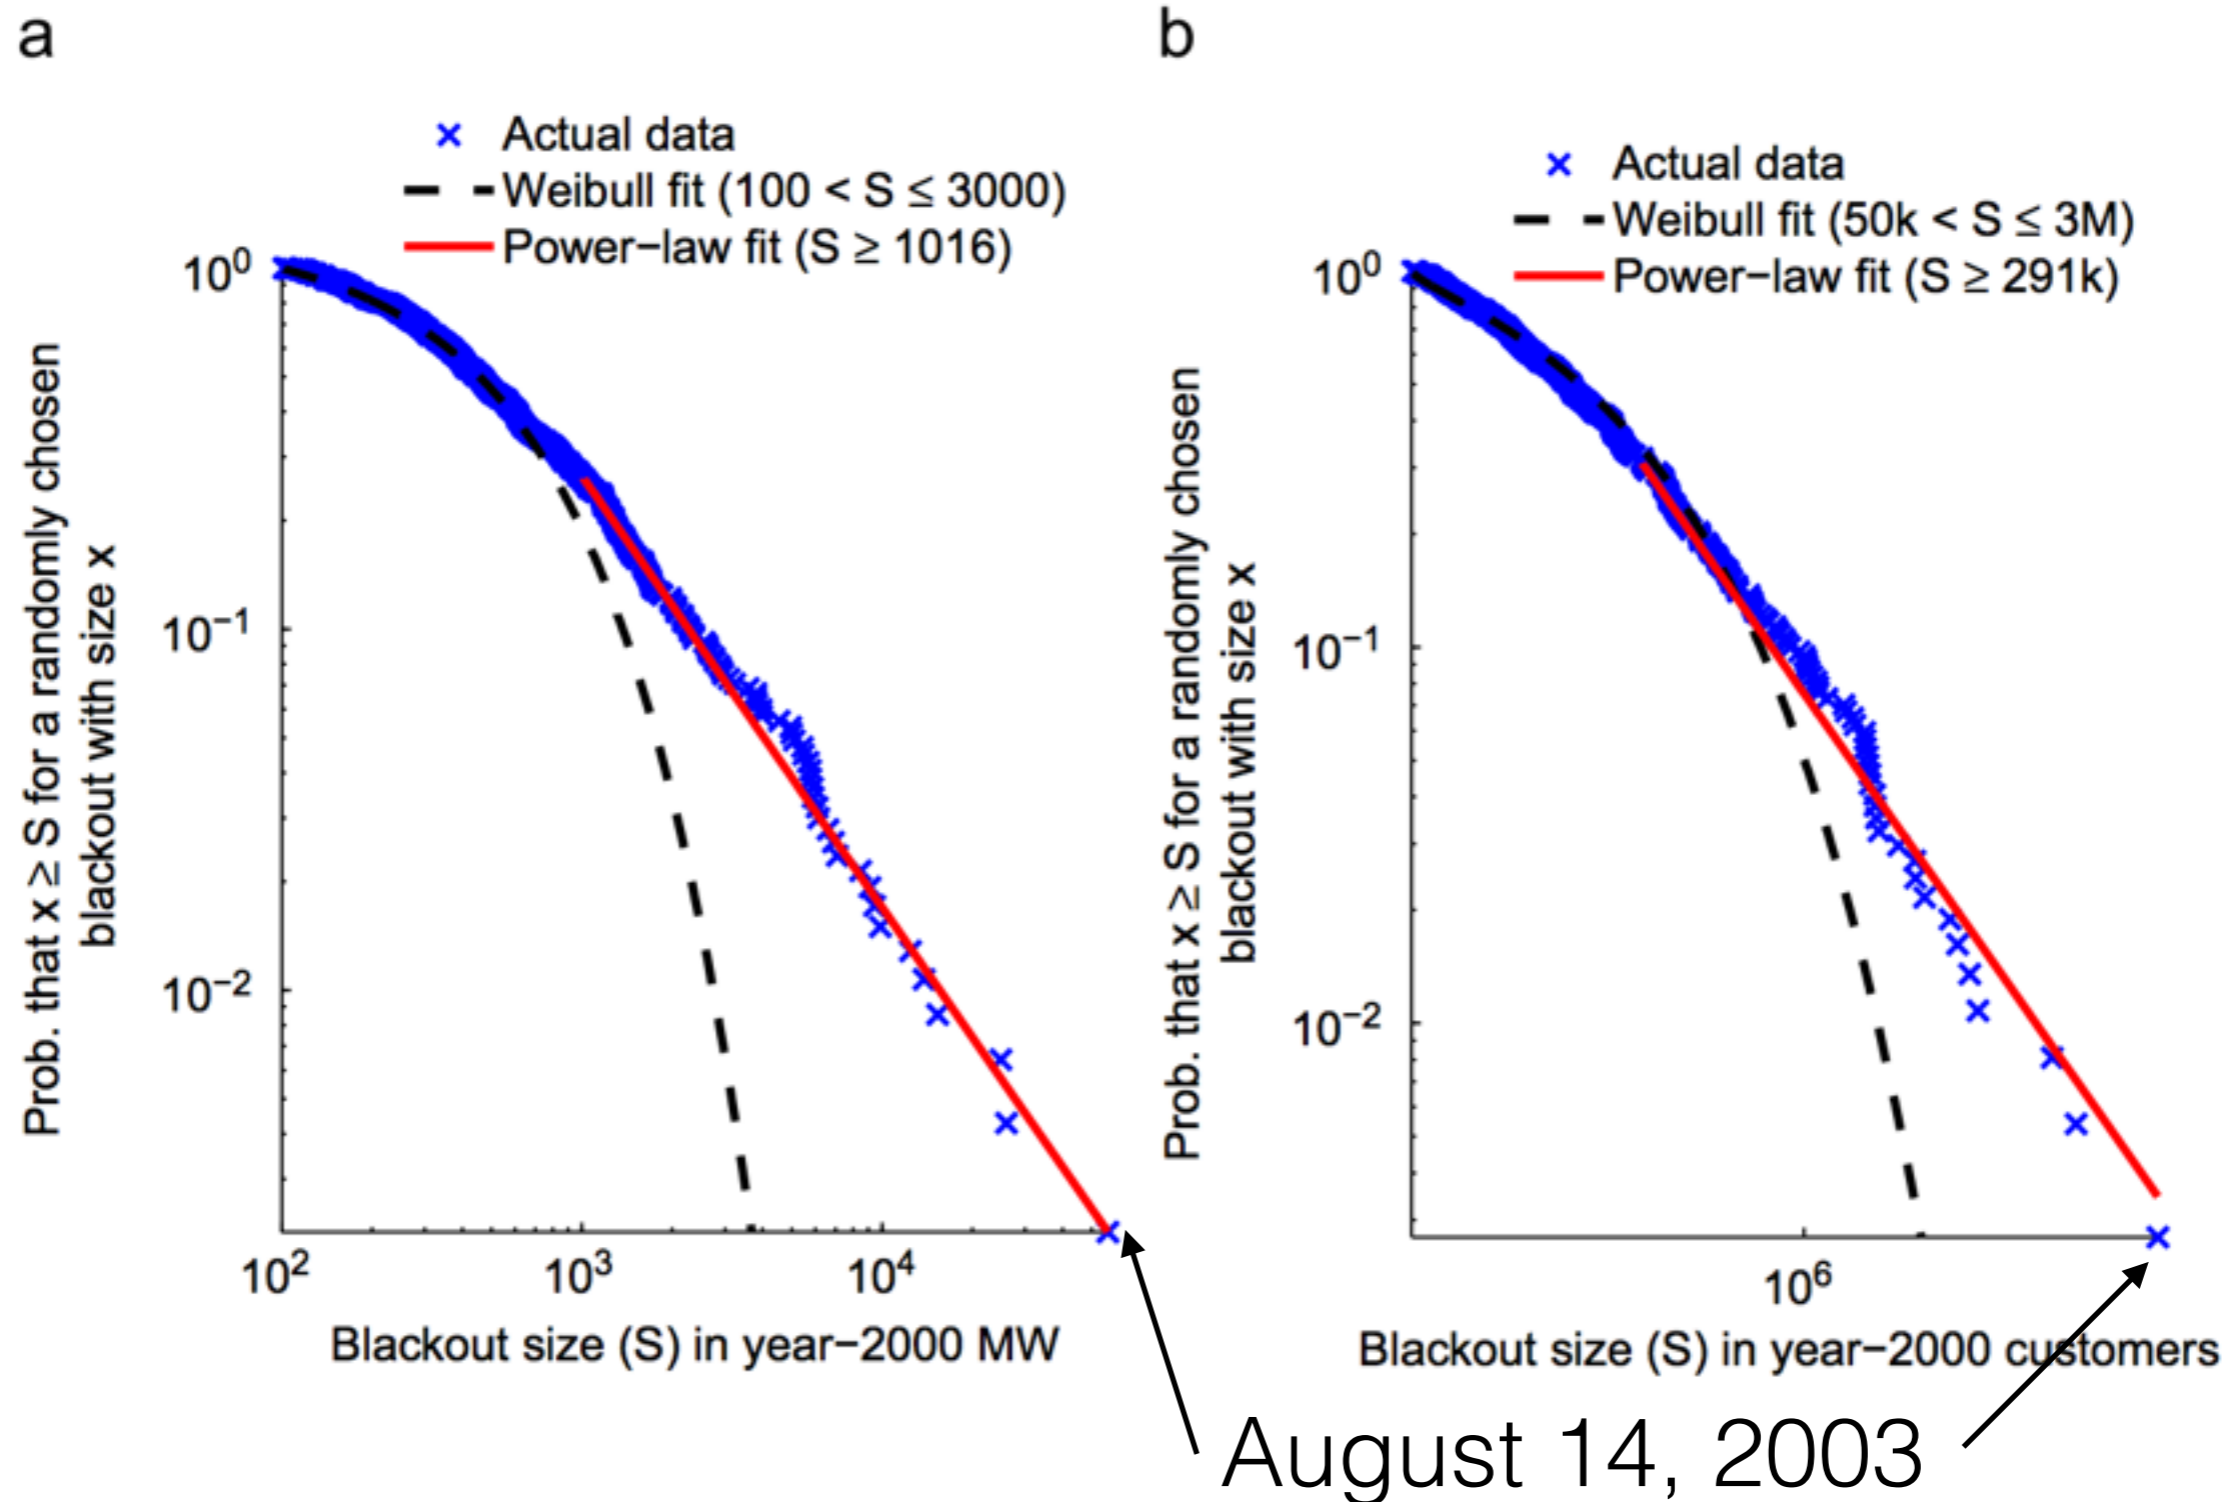 a
Actual data
Weibull fit (100 < S ≤ 3000)
Power−law fit (S ≥ 1016)
10⁰
10⁻¹
10⁻²
Prob. that x ≥ S for a randomly chosen
blackout with size x
10²
10³
10⁴
Blackout size (S) in year−2000 MW
b
Actual data
Weibull fit (50k < S ≤ 3M)
Power−law fit (S ≥ 291k)
10⁰
10⁻¹
10⁻²
Prob. that x ≥ S for a randomly chosen
blackout with size x
10⁶
Blackout size (S) in year−2000 customers
August 14, 2003